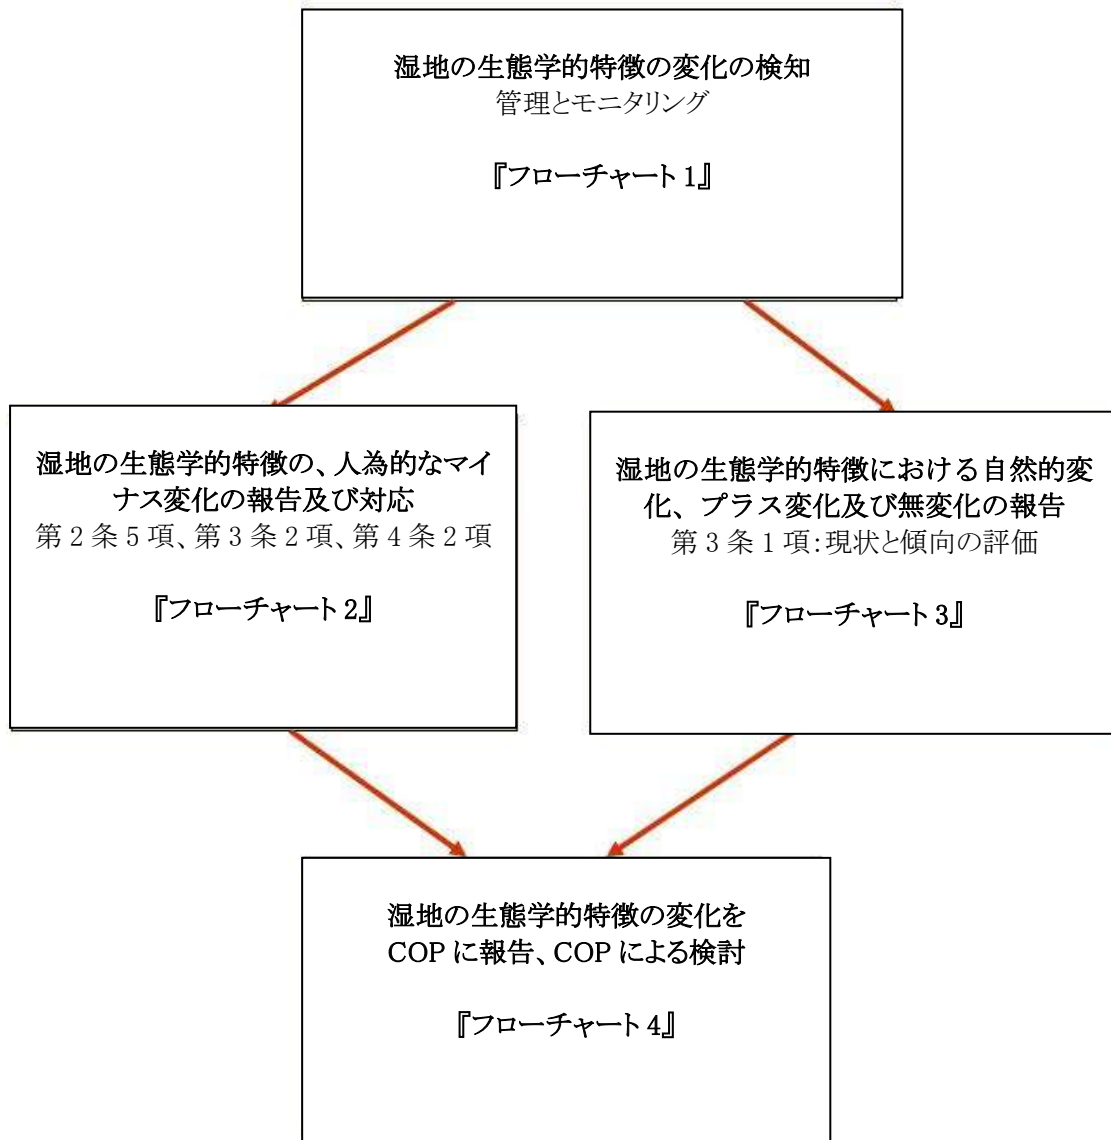 湿地の生態学的特徴の変化の検知
管理とモニタリング
『フローチャート 1』
湿地の生態学的特徴の、人為的なマイ
ナス変化の報告及び対応
第 2 条 5 項、第 3 条 2 項、第 4 条 2 項
『フローチャート 2』
湿地の生態学的特徴における自然的変
化、プラス変化及び無変化の報告
第 3 条 1 項:現状と傾向の評価
『フローチャート 3』
湿地の生態学的特徴の変化を
COP に報告、COP による検討
『フローチャート 4』